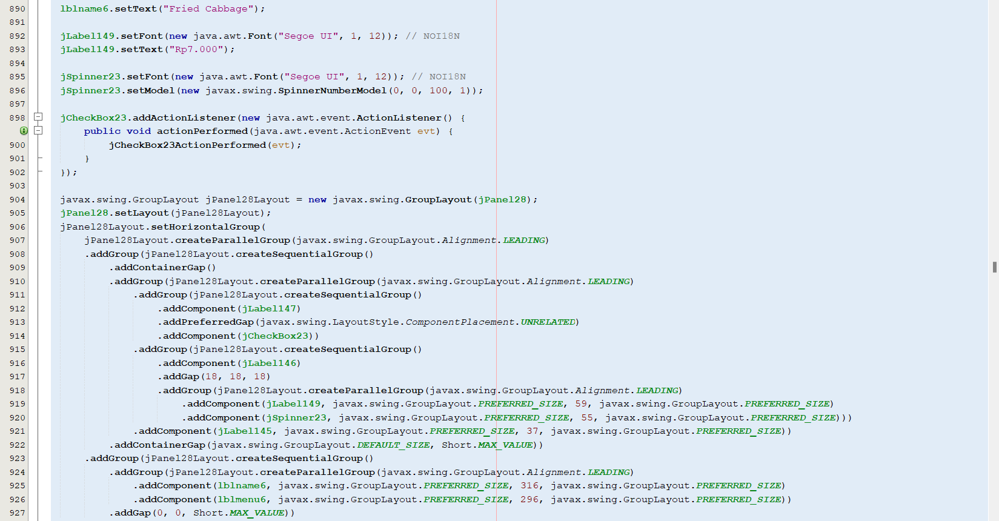 890 lblname6.setText("Fried Cabbage");
891
892 jLabel149.setFont(new java.awt.Font("Segoe UI", 1, 12)); // NOI18N
893 jLabel149.setText("Rp7.000");
894
895 jSpinner23.setFont(new java.awt.Font("Segoe UI", 1, 12)); // NOI18N
896 jSpinner23.setModel(new javax.swing.SpinnerNumberModel(0, 0, 100, 1));
897
898 jCheckBox23.addActionListener(new java.awt.event.ActionListener() {
public void actionPerformed(java.awt.event.ActionEvent evt) {
900 jCheckBox23ActionPerformed(evt);
901 }
902 });
903
904 javax.swing.GroupLayout jPanel28Layout = new javax.swing.GroupLayout(jPanel28);
905 jPanel28.setLayout(jPanel28Layout);
906 jPanel28Layout.setHorizontalGroup(
907 jPanel28Layout.createParallelGroup(javax.swing.GroupLayout.Alignment.LEADING)
908 .addGroup(jPanel28Layout.createSequentialGroup()
909 .addContainerGap()
910 .addGroup(jPanel28Layout.createParallelGroup(javax.swing.GroupLayout.Alignment.LEADING)
911 .addGroup(jPanel28Layout.createSequentialGroup()
912 .addComponent(jLabel147)
913 .addPreferredGap(javax.swing.LayoutStyle.ComponentPlacement.UNRELATED)
914 .addComponent(jCheckBox23))
915 .addGroup(jPanel28Layout.createSequentialGroup()
916 .addComponent(jLabel146)
917 .addGap(18, 18, 18)
918 .addGroup(jPanel28Layout.createParallelGroup(javax.swing.GroupLayout.Alignment.LEADING)
919 .addComponent(jLabel149, javax.swing.GroupLayout.PREFERRED_SIZE, 59, javax.swing.GroupLayout.PREFERRED_SIZE)
920 .addComponent(jSpinner23, javax.swing.GroupLayout.PREFERRED_SIZE, 55, javax.swing.GroupLayout.PREFERRED_SIZE)))
921 .addComponent(jLabel145, javax.swing.GroupLayout.PREFERRED_SIZE, 37, javax.swing.GroupLayout.PREFERRED_SIZE))
922 .addContainerGap(javax.swing.GroupLayout.DEFAULT_SIZE, Short.MAX_VALUE))
923 .addGroup(jPanel28Layout.createSequentialGroup()
924 .addGroup(jPanel28Layout.createParallelGroup(javax.swing.GroupLayout.Alignment.LEADING)
925 .addComponent(lblname6, javax.swing.GroupLayout.PREFERRED_SIZE, 316, javax.swing.GroupLayout.PREFERRED_SIZE)
926 .addComponent(lblmenu6, javax.swing.GroupLayout.PREFERRED_SIZE, 296, javax.swing.GroupLayout.PREFERRED_SIZE))
927 .addGap(0, 0, Short.MAX_VALUE))